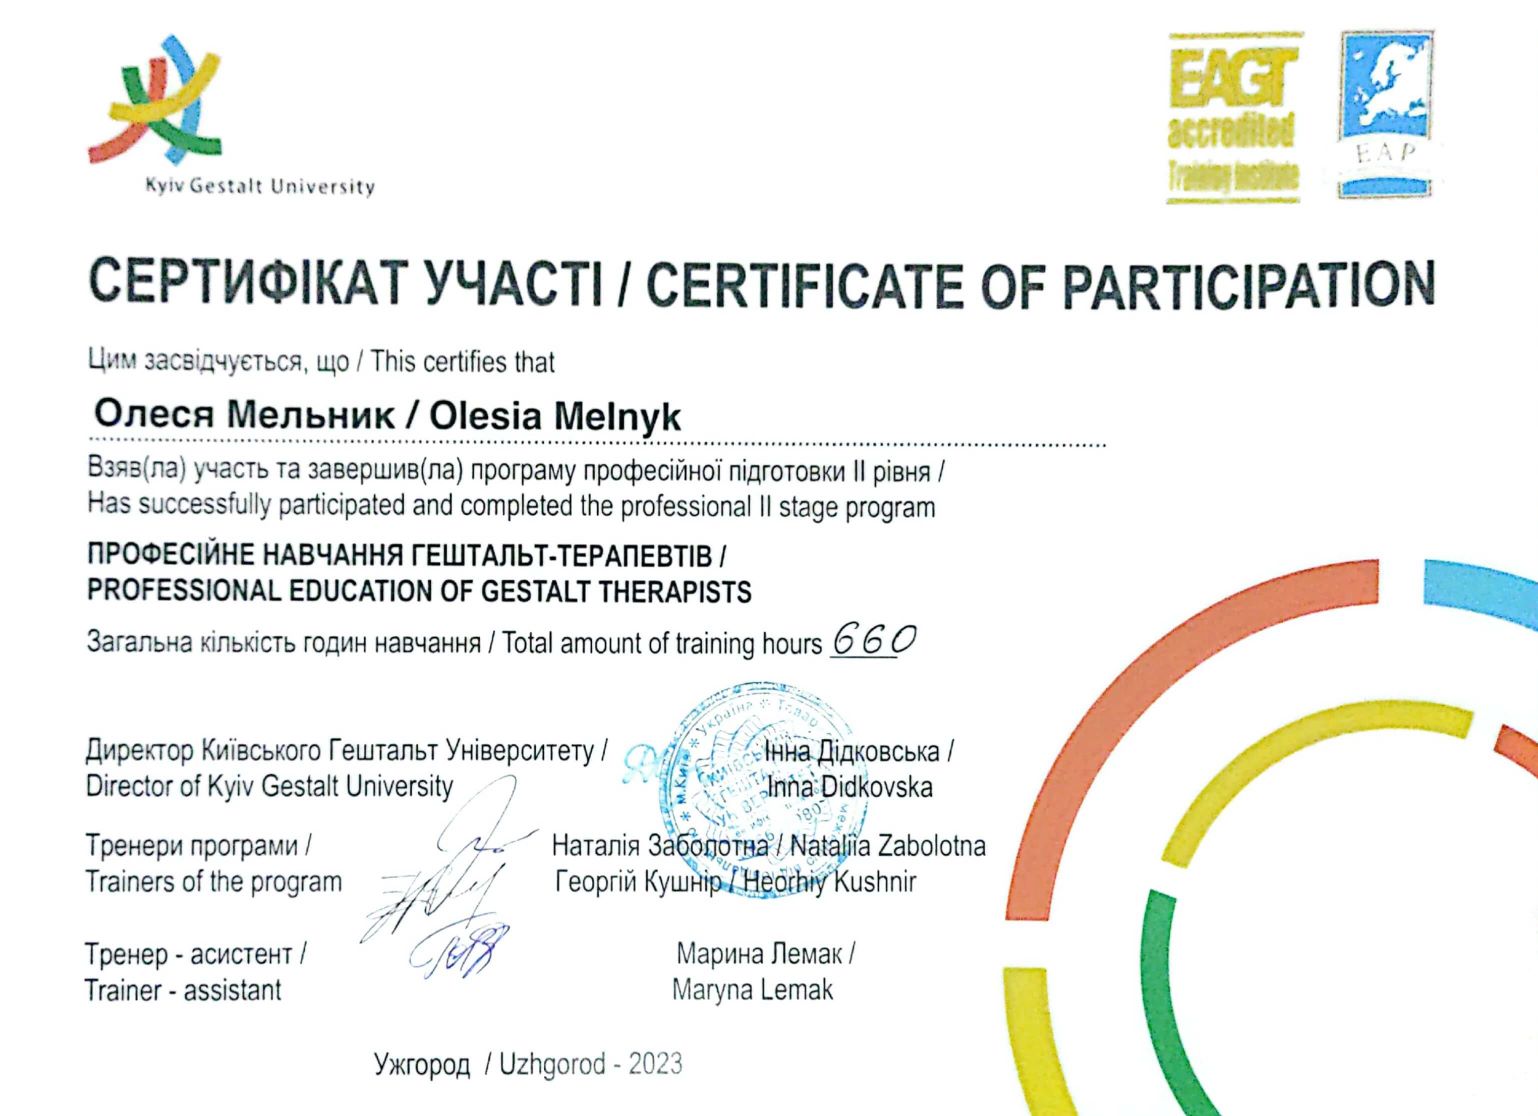 Kyiv Gestalt University
EAGT
accredited
Training Institute
EAP
СЕРТИФІКАТ УЧАСТІ / CERTIFICATE OF PARTICIPATION
Цим засвідчується, що / This certifies that
Олеся Мельник / Olesia Melnyk
Взяв(ла) участь та завершив(ла) програму професійної підготовки II рівня /
Has successfully participated and completed the professional II stage program
ПРОФЕСІЙНЕ НАВЧАННЯ ГЕШТАЛЬТ-ТЕРАПЕВТІВ /
PROFESSIONAL EDUCATION OF GESTALT THERAPISTS
Загальна кількість годин навчання / Total amount of training hours 660
Директор Київського Гештальт Університету / Інна Дідковська /
Director of Kyiv Gestalt University Inna Didkovska
Тренери програми / Наталія Заболотна / Nataliia Zabolotna
Trainers of the program Георгій Кушнір / Heorhiy Kushnir
Тренер - асистент / Марина Лемак /
Trainer - assistant Maryna Lemak
Ужгород / Uzhgorod - 2023
м.Київ * Україна *